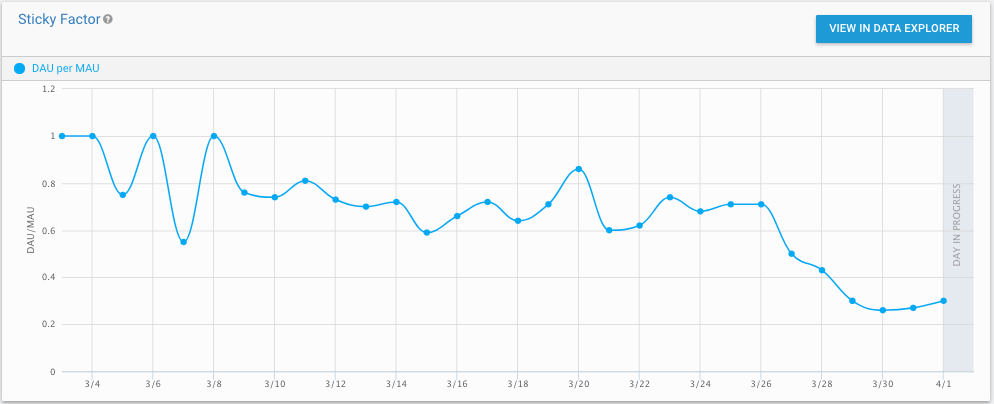 Sticky Factor ?
VIEW IN DATA EXPLORER
DAU per MAU
1.2
1
0.8
0.6
0.4
0.2
0
DAU/MAU
DAY IN PROGRESS
3/4 3/6 3/8 3/10 3/12 3/14 3/16 3/18 3/20 3/22 3/24 3/26 3/28 3/30 4/1